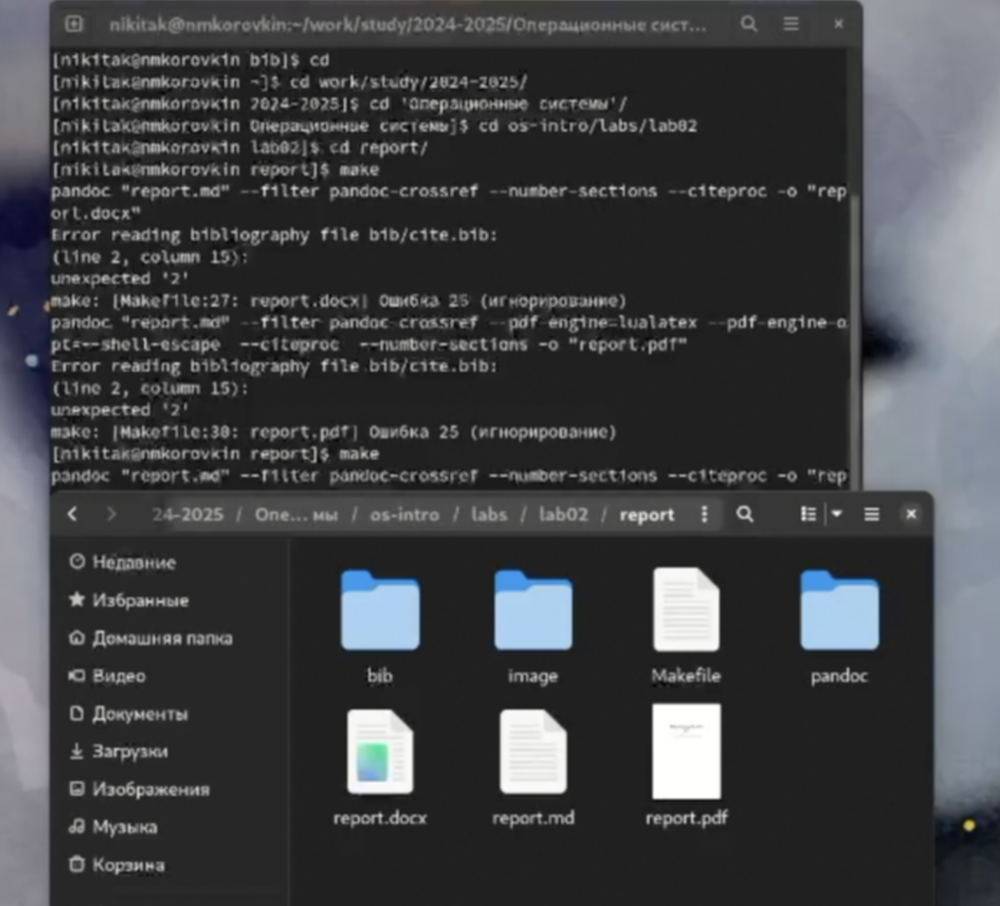 nikitak@nmkorovkin:~/work/study/2024-2025/Операционные сист...
[nikitak@nmkorovkin bib]$ cd
[nikitak@nmkorovkin ~]$ cd work/study/2024-2025/
[nikitak@nmkorovkin 2024-2025]$ cd 'Операционные системы'/
[nikitak@nmkorovkin Операционные системы]$ cd os-intro/labs/lab02
[nikitak@nmkorovkin lab02]$ cd report/
[nikitak@nmkorovkin report]$ make
pandoc "report.md" --filter pandoc-crossref --number-sections --citeproc -o "rep
ort.docx"
Error reading bibliography file bib/cite.bib:
(line 2, column 15):
unexpected '2'
make: [Makefile:27: report.docx] Ошибка 25 (игнорирование)
pandoc "report.md" --filter pandoc-crossref --pdf-engine=lualatex --pdf-engine-o
pt=--shell-escape --citeproc --number-sections -o "report.pdf"
Error reading bibliography file bib/cite.bib:
(line 2, column 15):
unexpected '2'
make: [Makefile:30: report.pdf] Ошибка 25 (игнорирование)
[nikitak@nmkorovkin report]$ make
pandoc "report.md" --filter pandoc-crossref --number-sections --citeproc -o "rep
24-2025 / Опе... мы / os-intro / labs / lab02 / report
Недавние
Избранные
Домашняя папка
Видео
Документы
Загрузки
Изображения
Музыка
Корзина
bib
image
Makefile
pandoc
report.docx
report.md
report.pdf